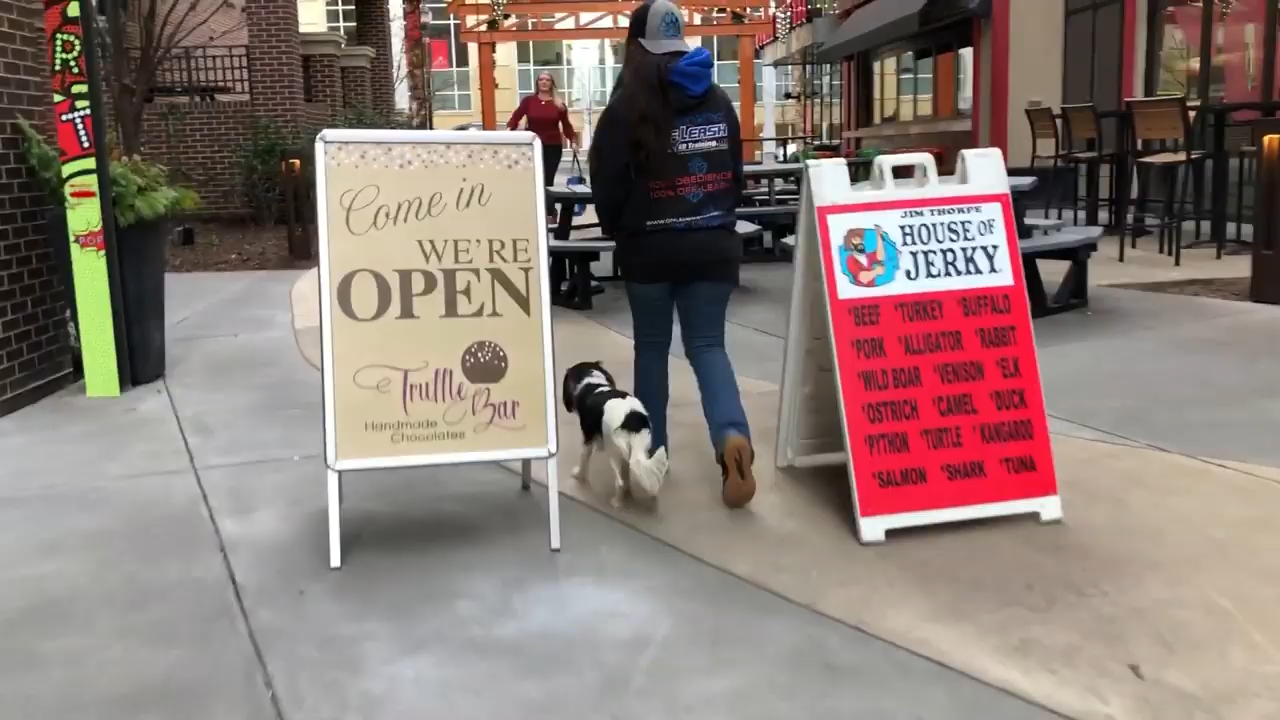 Come in
WE'RE
OPEN
Truffle
Bar
Handmade
Chocolates
JIM THORPE
HOUSE OF
JERKY
*BEEF *TURKEY *BUFFALO
*PORK *ALLIGATOR *RABBIT
*WILD BOAR *VENISON *ELK
*OSTRICH *CAMEL *DUCK
*PYTHON *TURTLE *KANGAROO
*SALMON *SHARK *TUNA
LEASH
Training
OBEDIENCE
100% OFF-LEASH
POP